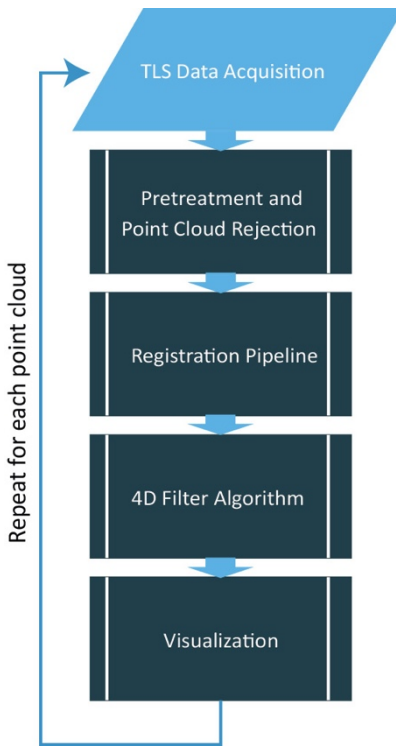 TLS Data Acquisition
Pretreatment and
Point Cloud Rejection
Registration Pipeline
4D Filter Algorithm
Visualization
Repeat for each point cloud